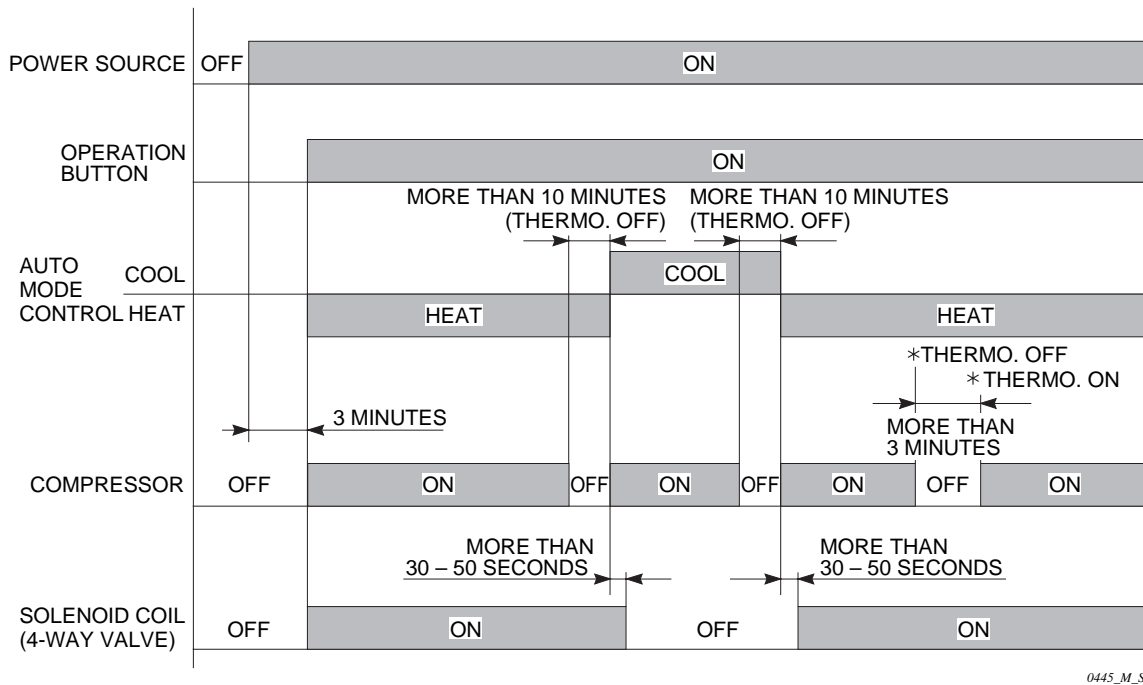 POWER SOURCE OFF ON
OPERATION
BUTTON
ON
MORE THAN 10 MINUTES
(THERMO. OFF)
MORE THAN 10 MINUTES
(THERMO. OFF)
AUTO
MODE
CONTROL
COOL
HEAT
COOL
HEAT
HEAT
*THERMO. OFF
*THERMO. ON
3 MINUTES
MORE THAN
3 MINUTES
COMPRESSOR OFF ON OFF ON OFF ON OFF ON
MORE THAN
30 – 50 SECONDS
MORE THAN
30 – 50 SECONDS
SOLENOID COIL
(4-WAY VALVE)
OFF ON OFF ON
0445_M_S